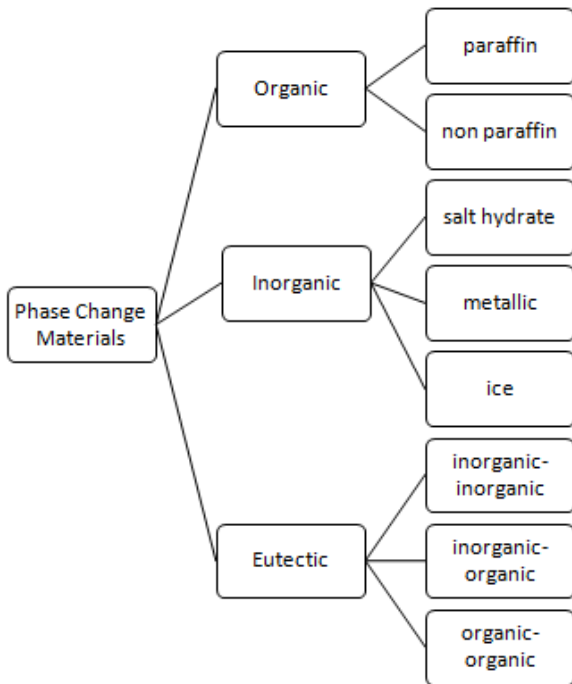 paraffin
Organic
non paraffin
salt hydrate
Inorganic
metallic
Phase Change
Materials
ice
inorganic-
inorganic
Eutectic
inorganic-
organic
organic-
organic